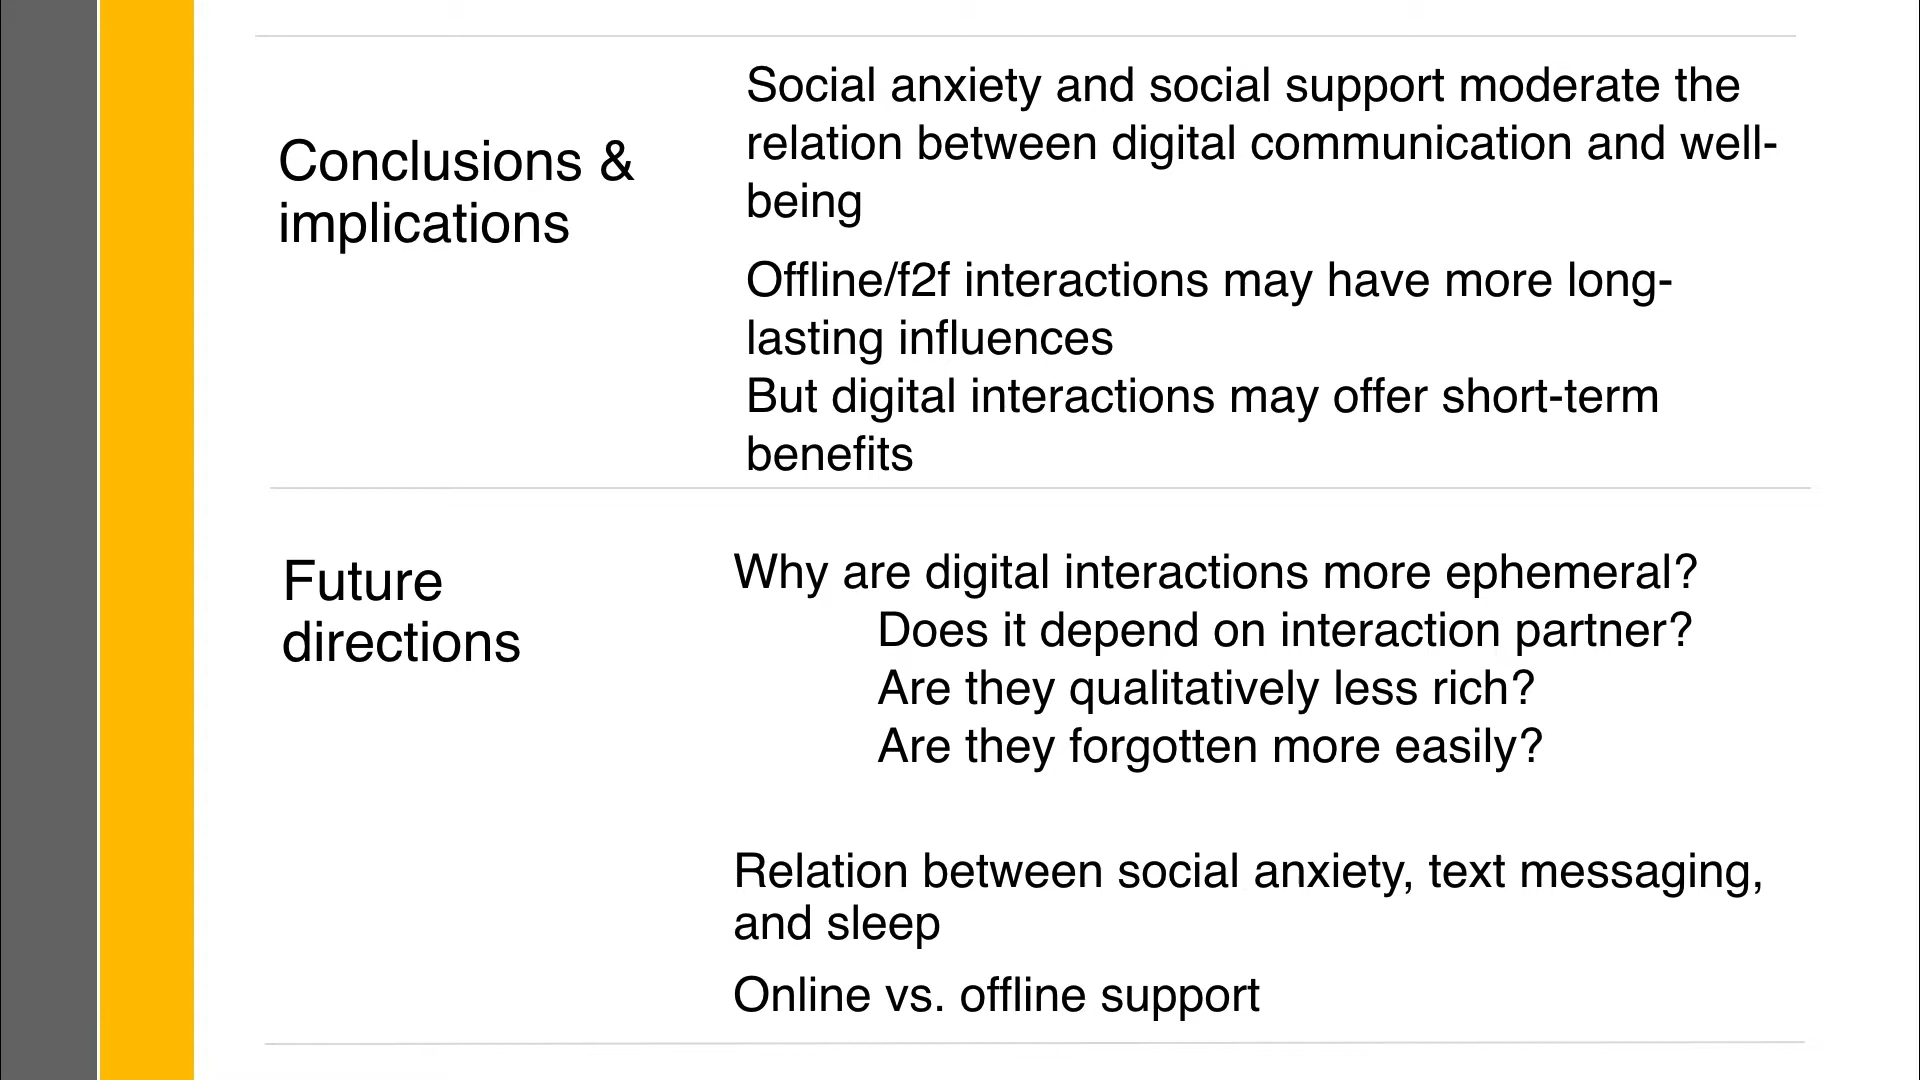 Conclusions &
implications
Social anxiety and social support moderate the
relation between digital communication and well-
being
Offline/f2f interactions may have more long-
lasting influences
But digital interactions may offer short-term
benefits
Future
directions
Why are digital interactions more ephemeral?
Does it depend on interaction partner?
Are they qualitatively less rich?
Are they forgotten more easily?
Relation between social anxiety, text messaging,
and sleep
Online vs. offline support